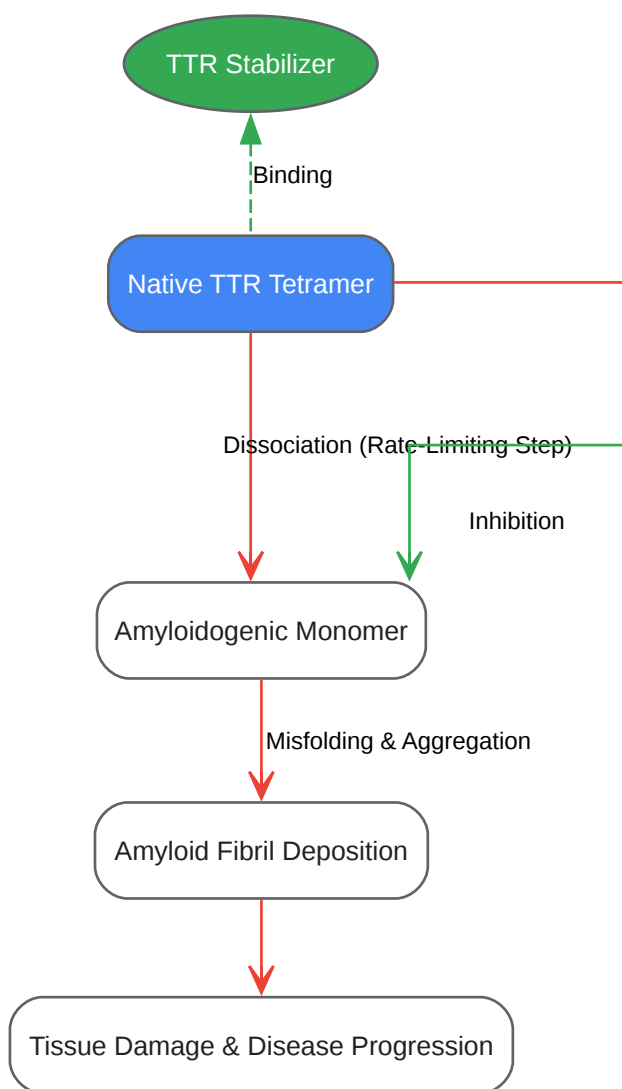 TTR Stabilizer
Binding
Native TTR Tetramer
Dissociation (Rate-Limiting Step)
Inhibition
Amyloidogenic Monomer
Misfolding & Aggregation
Amyloid Fibril Deposition
Tissue Damage & Disease Progression